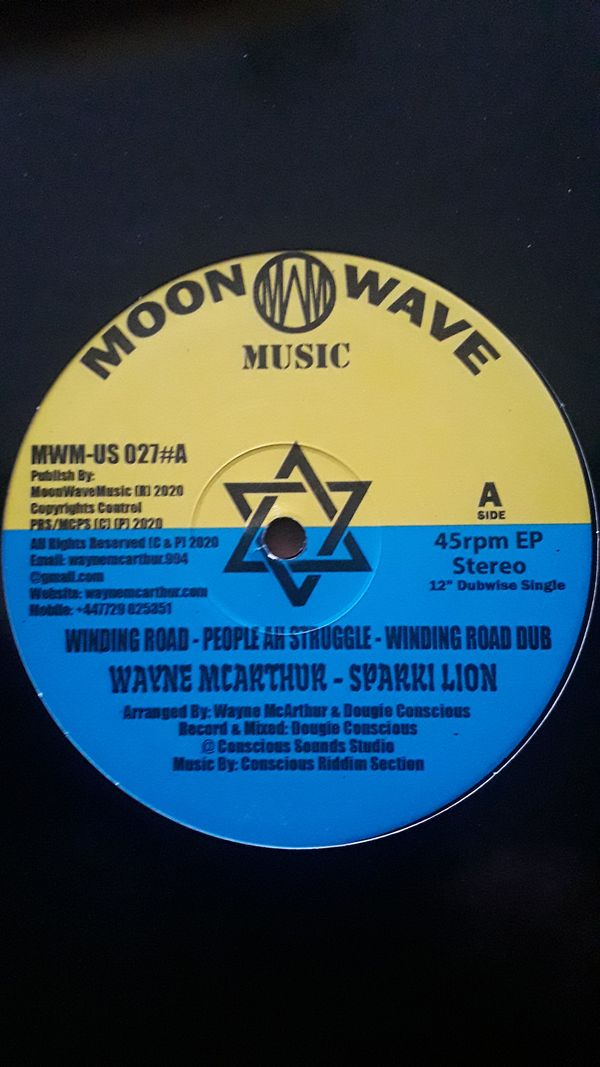 MOON MWM WAVE
MUSIC
MWM-US 027#A
Publish By:
MoonWaveMusic (R) 2020
Copyrights Control
PRS/MCPS (C) (P) 2020
All Rights Reserved (C & P) 2020
Email: waynemcarthur.994
@gmail.com
Website: waynemcarthur.com
Mobile: +447729 025351
A
SIDE
45rpm EP
Stereo
12" Dubwise Single
WINDING ROAD - PEOPLE AH STRUGGLE - WINDING ROAD DUB
WAYNE MCARTHUR - SPARKI LION
Arranged By: Wayne McArthur & Dougie Conscious
Record & Mixed: Dougie Conscious
@ Conscious Sounds Studio
Music By: Conscious Riddim Section